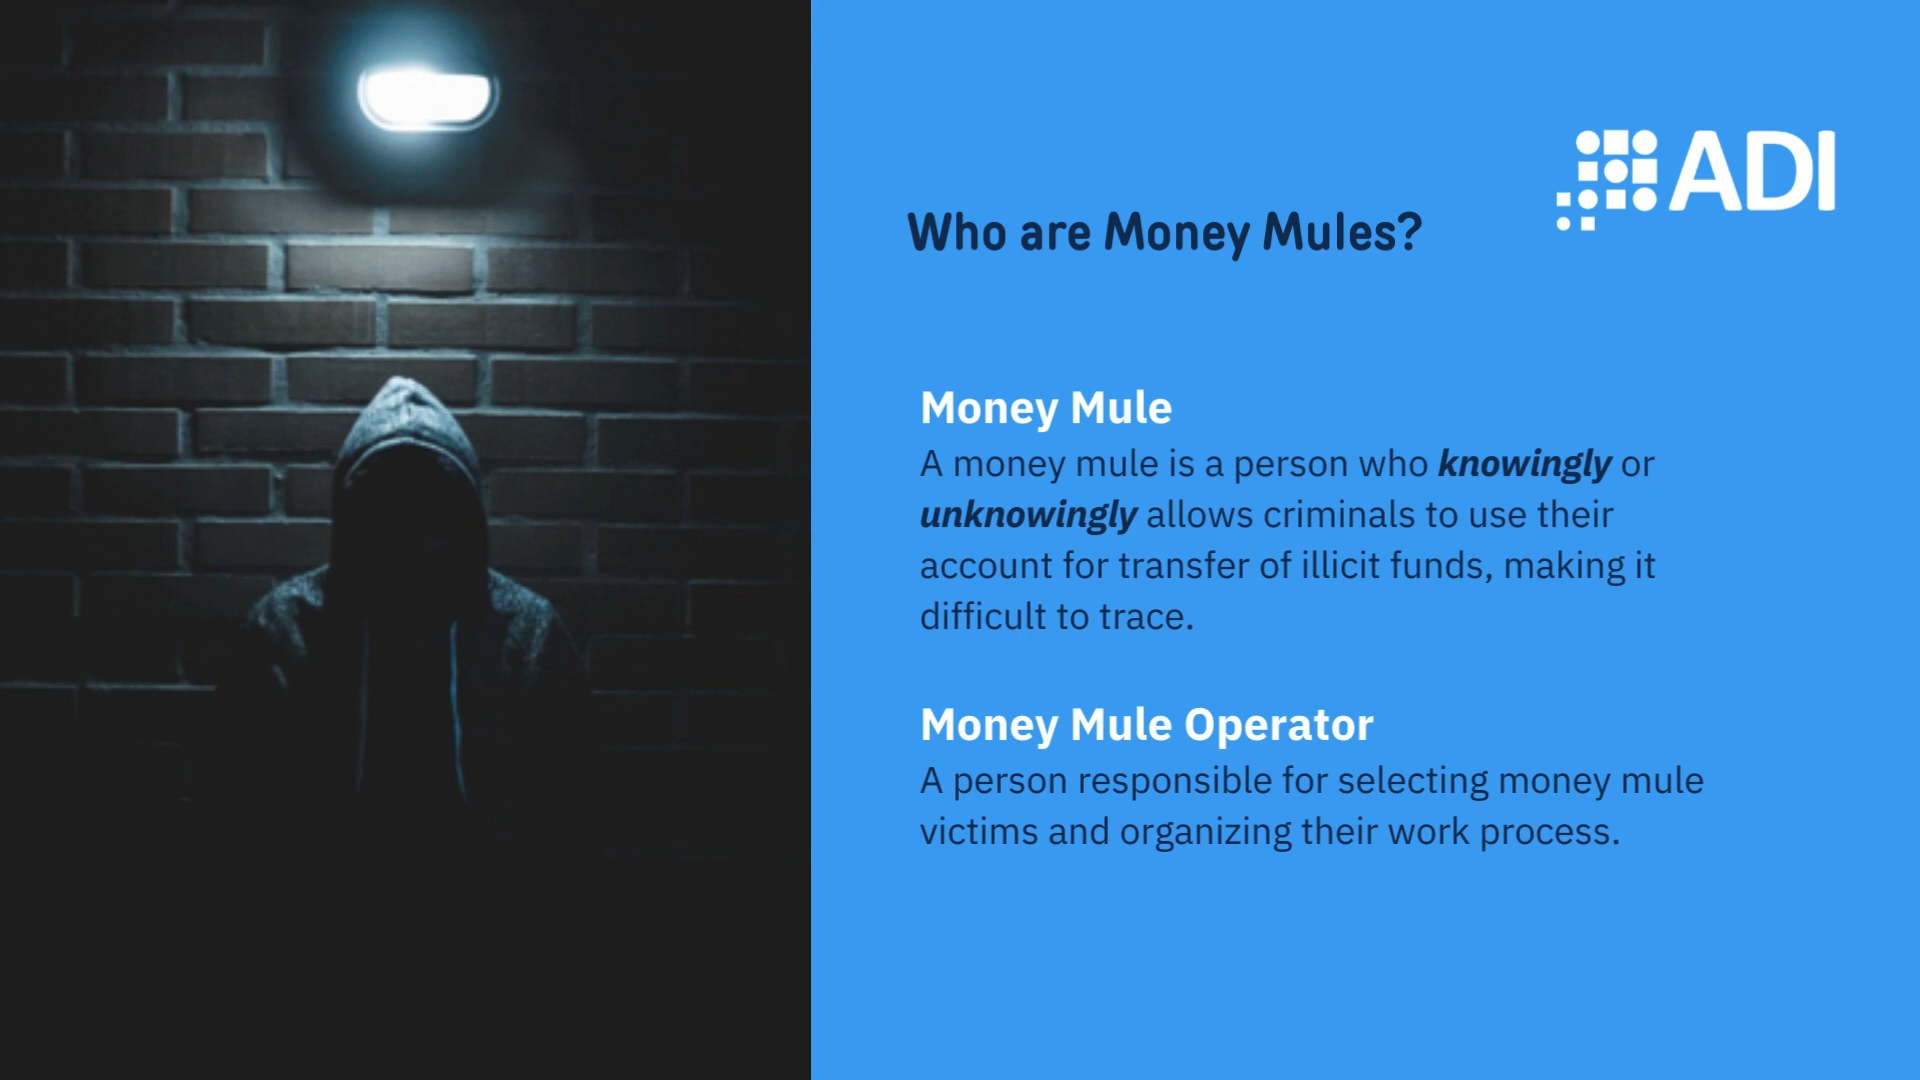 ADI
Who are Money Mules?
Money Mule
A money mule is a person who knowingly or
unknowingly allows criminals to use their
account for transfer of illicit funds, making it
difficult to trace.
Money Mule Operator
A person responsible for selecting money mule
victims and organizing their work process.